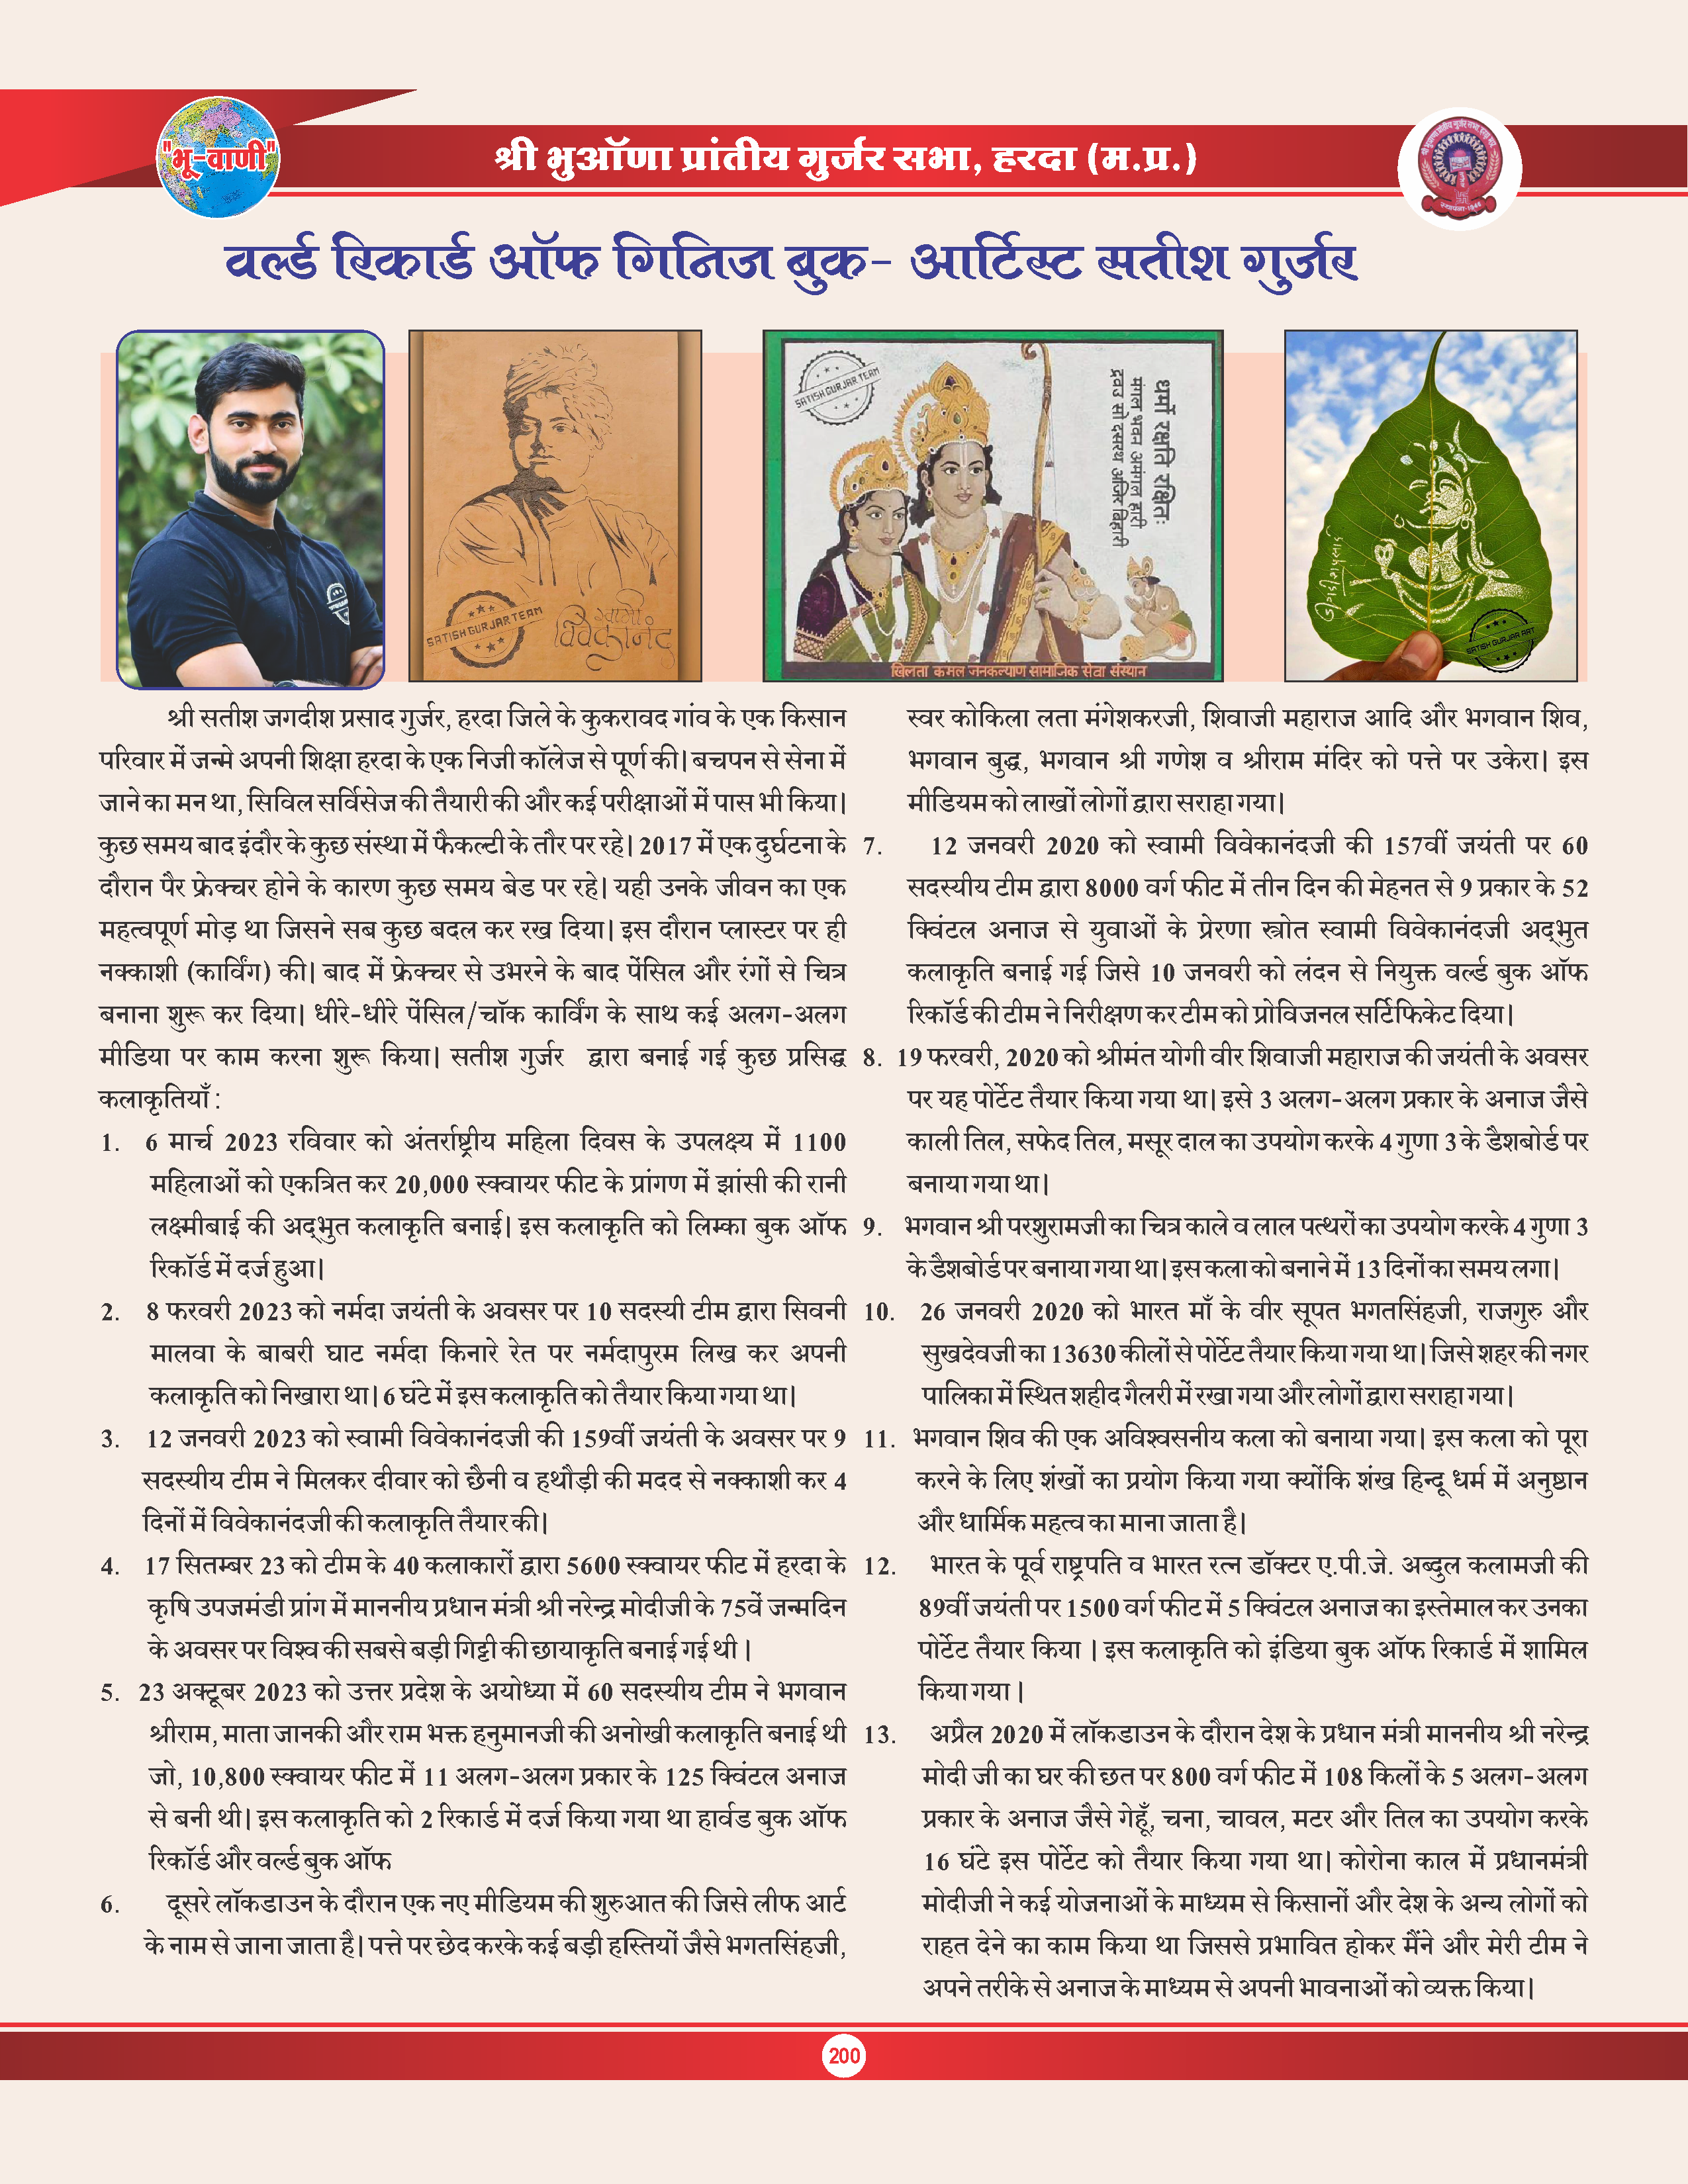 "भू-वाणी"
श्री भुऑणा प्रांतीय गुर्जर सभा, हरदा (म.प्र.)
वर्ल्ड रिकार्ड ऑफ गिनिज बुक- आर्टिस्ट सतीश गुर्जर
SATISH GURJAR TEAM
स्वामी
विवेकानंद
SATISH GURJAR TEAM
धर्मो रक्षति रक्षितः
मंगल भवन अमंगल हारी
द्रवउ सो दसरथ अजिर बिहारी
खिलता कमल जनकल्याण सामाजिक सेवा संस्थान
SATISH GURJAR ART
श्री सतीश जगदीश प्रसाद गुर्जर, हरदा जिले के कुकरावद गांव के एक किसान
परिवार में जन्मे अपनी शिक्षा हरदा के एक निजी कॉलेज से पूर्ण की। बचपन से सेना में
जाने का मन था, सिविल सर्विसेज की तैयारी की और कई परीक्षाओं में पास भी किया।
कुछ समय बाद इंदौर के कुछ संस्था में फैकल्टी के तौर पर रहे। 2017 में एक दुर्घटना के
दौरान पैर फ्रेक्चर होने के कारण कुछ समय बेड पर रहे। यही उनके जीवन का एक
महत्वपूर्ण मोड़ था जिसने सब कुछ बदल कर रख दिया। इस दौरान प्लास्टर पर ही
नक्काशी (कार्विंग) की। बाद में फ्रेक्चर से उभरने के बाद पेंसिल और रंगों से चित्र
बनाना शुरू कर दिया। धीरे-धीरे पेंसिल/चॉक कार्विंग के साथ कई अलग-अलग
मीडिया पर काम करना शुरू किया। सतीश गुर्जर द्वारा बनाई गई कुछ प्रसिद्ध
कलाकृतियाँ :
1. 6 मार्च 2023 रविवार को अंतर्राष्ट्रीय महिला दिवस के उपलक्ष्य में 1100
महिलाओं को एकत्रित कर 20,000 स्क्वायर फीट के प्रांगण में झांसी की रानी
लक्ष्मीबाई की अद्भुत कलाकृति बनाई। इस कलाकृति को लिम्का बुक ऑफ
रिकॉर्ड में दर्ज हुआ।
2. 8 फरवरी 2023 को नर्मदा जयंती के अवसर पर 10 सदस्यी टीम द्वारा सिवनी
मालवा के बाबरी घाट नर्मदा किनारे रेत पर नर्मदापुरम लिख कर अपनी
कलाकृति को निखारा था। 6 घंटे में इस कलाकृति को तैयार किया गया था।
3. 12 जनवरी 2023 को स्वामी विवेकानंदजी की 159वीं जयंती के अवसर पर 9
सदस्यीय टीम ने मिलकर दीवार को छैनी व हथौड़ी की मदद से नक्काशी कर 4
दिनों में विवेकानंदजी की कलाकृति तैयार की।
4. 17 सितम्बर 23 को टीम के 40 कलाकारों द्वारा 5600 स्क्वायर फीट में हरदा के
कृषि उपजमंडी प्रांग में माननीय प्रधान मंत्री श्री नरेन्द्र मोदीजी के 75वें जन्मदिन
के अवसर पर विश्व की सबसे बड़ी गिट्टी की छायाकृति बनाई गई थी ।
5. 23 अक्टूबर 2023 को उत्तर प्रदेश के अयोध्या में 60 सदस्यीय टीम ने भगवान
श्रीराम, माता जानकी और राम भक्त हनुमानजी की अनोखी कलाकृति बनाई थी
जो, 10,800 स्क्वायर फीट में 11 अलग-अलग प्रकार के 125 क्विंटल अनाज
से बनी थी। इस कलाकृति को 2 रिकार्ड में दर्ज किया गया था हार्वड बुक ऑफ
रिकॉर्ड और वर्ल्ड बुक ऑफ
6. दूसरे लॉकडाउन के दौरान एक नए मीडियम की शुरुआत की जिसे लीफ आर्ट
के नाम से जाना जाता है। पत्ते पर छेद करके कई बड़ी हस्तियों जैसे भगतसिंहजी,
स्वर कोकिला लता मंगेशकरजी, शिवाजी महाराज आदि और भगवान शिव,
भगवान बुद्ध, भगवान श्री गणेश व श्रीराम मंदिर को पत्ते पर उकेरा। इस
मीडियम को लाखों लोगों द्वारा सराहा गया।
7. 12 जनवरी 2020 को स्वामी विवेकानंदजी की 157वीं जयंती पर 60
सदस्यीय टीम द्वारा 8000 वर्ग फीट में तीन दिन की मेहनत से 9 प्रकार के 52
क्विंटल अनाज से युवाओं के प्रेरणा स्त्रोत स्वामी विवेकानंदजी अद्भुत
कलाकृति बनाई गई जिसे 10 जनवरी को लंदन से नियुक्त वर्ल्ड बुक ऑफ
रिकॉर्ड की टीम ने निरीक्षण कर टीम को प्रोविजनल सर्टिफिकेट दिया।
8. 19 फरवरी, 2020 को श्रीमंत योगी वीर शिवाजी महाराज की जयंती के अवसर
पर यह पोर्टेट तैयार किया गया था। इसे 3 अलग-अलग प्रकार के अनाज जैसे
काली तिल, सफेद तिल, मसूर दाल का उपयोग करके 4 गुणा 3 के डैशबोर्ड पर
बनाया गया था।
9. भगवान श्री परशुरामजी का चित्र काले व लाल पत्थरों का उपयोग करके 4 गुणा 3
के डैशबोर्ड पर बनाया गया था। इस कला को बनाने में 13 दिनों का समय लगा।
10. 26 जनवरी 2020 को भारत माँ के वीर सूपत भगतसिंहजी, राजगुरु और
सुखदेवजी का 13630 कीलों से पोर्टेट तैयार किया गया था। जिसे शहर की नगर
पालिका में स्थित शहीद गैलरी में रखा गया और लोगों द्वारा सराहा गया।
11. भगवान शिव की एक अविश्वसनीय कला को बनाया गया। इस कला को पूरा
करने के लिए शंखों का प्रयोग किया गया क्योंकि शंख हिन्दू धर्म में अनुष्ठान
और धार्मिक महत्व का माना जाता है।
12. भारत के पूर्व राष्ट्रपति व भारत रत्न डॉक्टर ए.पी.जे. अब्दुल कलामजी की
89वीं जयंती पर 1500 वर्ग फीट में 5 क्विंटल अनाज का इस्तेमाल कर उनका
पोर्टेट तैयार किया । इस कलाकृति को इंडिया बुक ऑफ रिकार्ड में शामिल
किया गया ।
13. अप्रैल 2020 में लॉकडाउन के दौरान देश के प्रधान मंत्री माननीय श्री नरेन्द्र
मोदी जी का घर की छत पर 800 वर्ग फीट में 108 किलों के 5 अलग-अलग
प्रकार के अनाज जैसे गेहूँ, चना, चावल, मटर और तिल का उपयोग करके
16 घंटे इस पोर्टेट को तैयार किया गया था। कोरोना काल में प्रधानमंत्री
मोदीजी ने कई योजनाओं के माध्यम से किसानों और देश के अन्य लोगों को
राहत देने का काम किया था जिससे प्रभावित होकर मैंने और मेरी टीम ने
अपने तरीके से अनाज के माध्यम से अपनी भावनाओं को व्यक्त किया।
200